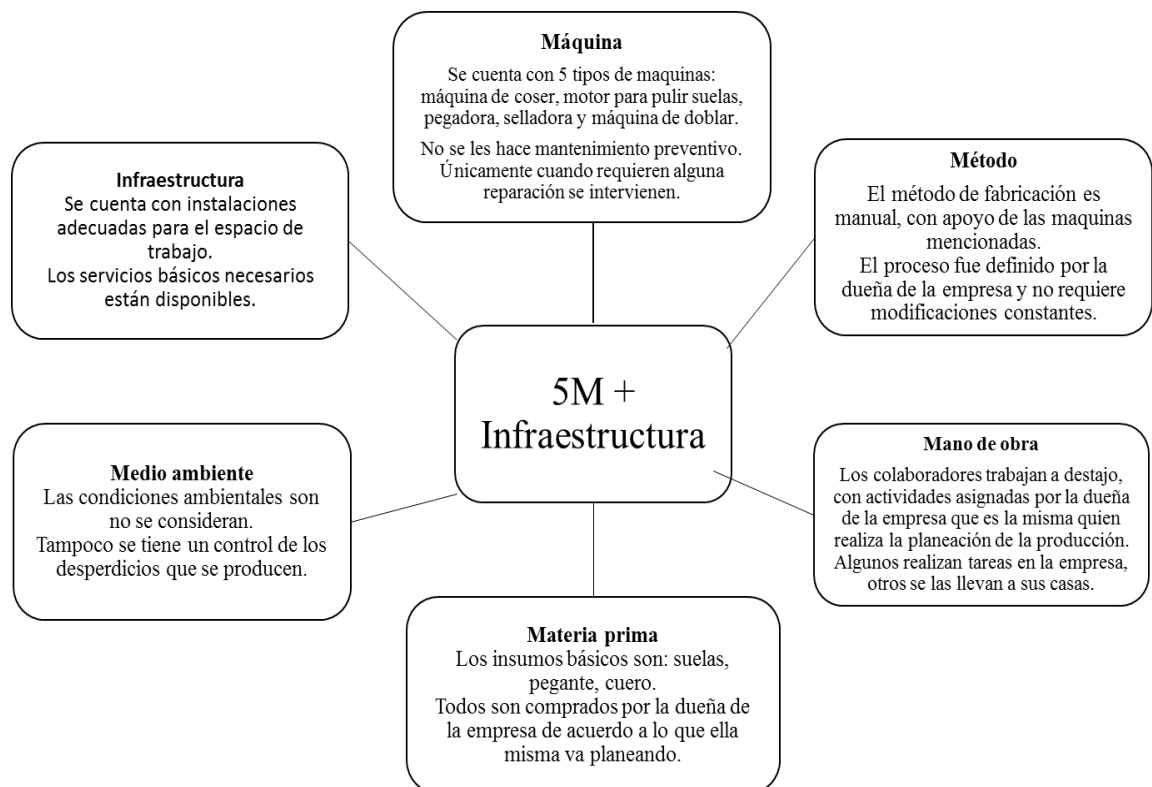 Máquina
Se cuenta con 5 tipos de maquinas:
máquina de coser, motor para pulir suelas,
pegadora, selladora y máquina de doblar.
No se les hace mantenimiento preventivo.
Únicamente cuando requieren alguna
reparación se intervienen.
Infraestructura
Se cuenta con instalaciones
adecuadas para el espacio de
trabajo.
Los servicios básicos necesarios
están disponibles.
Método
El método de fabricación es
manual, con apoyo de las maquinas
mencionadas.
El proceso fue definido por la
dueña de la empresa y no requiere
modificaciones constantes.
5M +
Infraestructura
Medio ambiente
Las condiciones ambientales son
no se consideran.
Tampoco se tiene un control de los
desperdicios que se producen.
Mano de obra
Los colaboradores trabajan a destajo,
con actividades asignadas por la dueña
de la empresa que es la misma quien
realiza la planeación de la producción.
Algunos realizan tareas en la empresa,
otros se las llevan a sus casas.
Materia prima
Los insumos básicos son: suelas,
pegante, cuero.
Todos son comprados por la dueña de
la empresa de acuerdo a lo que ella
misma va planeando.